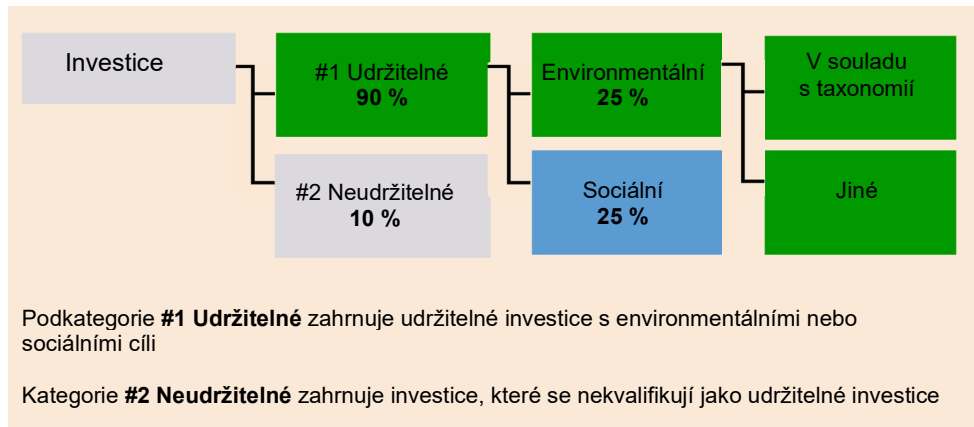 Investice
#1 Udržitelné
90 %
Environmentální
25 %
V souladu
s taxonomií
#2 Neudržitelné
10 %
Sociální
25 %
Jiné
Podkategorie #1 Udržitelné zahrnuje udržitelné investice s environmentálními nebo
sociálními cíli
Kategorie #2 Neudržitelné zahrnuje investice, které se nekvalifikují jako udržitelné investice